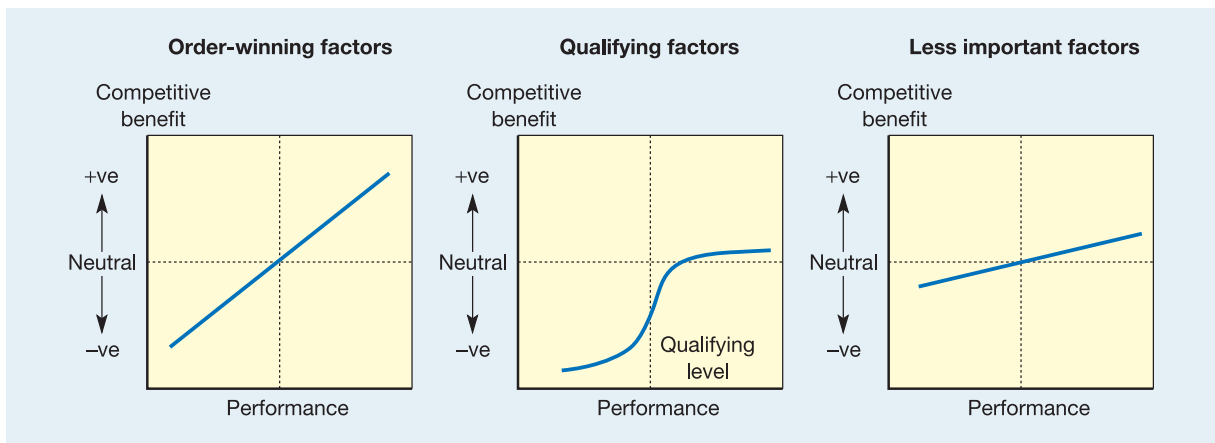 Order-winning factors
Competitive
benefit
+ve
Neutral
–ve
Performance
Qualifying factors
Competitive
benefit
+ve
Neutral
–ve
Qualifying
level
Performance
Less important factors
Competitive
benefit
+ve
Neutral
–ve
Performance